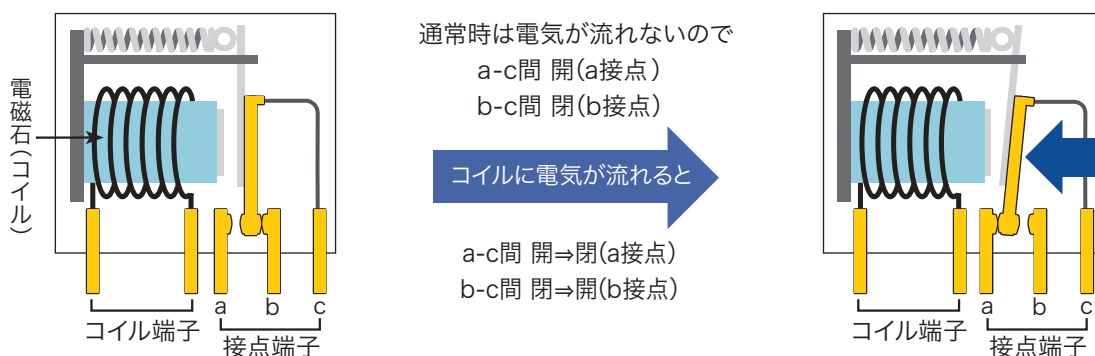 電磁石(コイル)
コイル端子
a
b
c
接点端子
通常時は電気が流れないので
a-c間 開(a接点)
b-c間 閉(b接点)
コイルに電気が流れると
a-c間 開⇒閉(a接点)
b-c間 閉⇒開(b接点)
コイル端子
a
b
c
接点端子